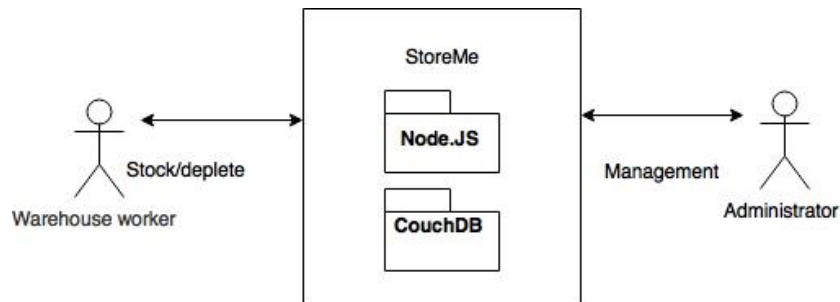 StoreMe
Node.JS
Stock/deplete
Management
Warehouse worker
CouchDB
Administrator